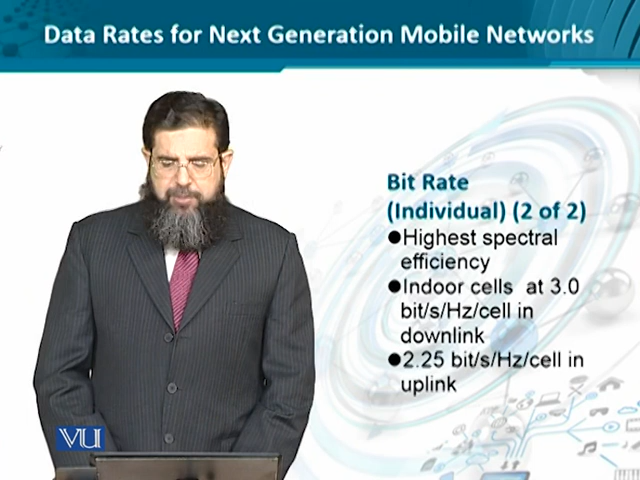 Data Rates for Next Generation Mobile Networks
Bit Rate
(Individual) (2 of 2)
●Highest spectral
efficiency
●Indoor cells at 3.0
bit/s/Hz/cell in
downlink
●2.25 bit/s/Hz/cell in
uplink
VU